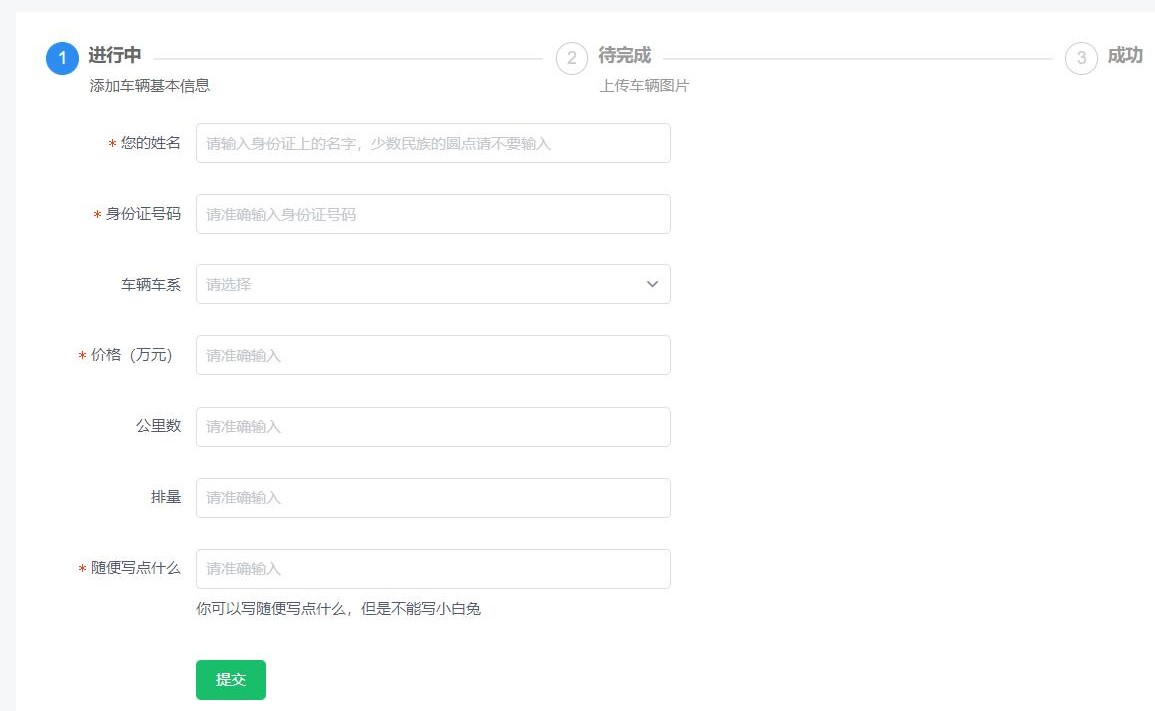 1 进行中 2 待完成 3 成功
添加车辆基本信息 上传车辆图片
* 您的姓名 请输入身份证上的名字，少数民族的圆点请不要输入
* 身份证号码 请准确输入身份证号码
车辆车系 请选择
* 价格（万元） 请准确输入
公里数 请准确输入
排量 请准确输入
* 随便写点什么 请准确输入
你可以写随便写点什么，但是不能写小白兔
提交